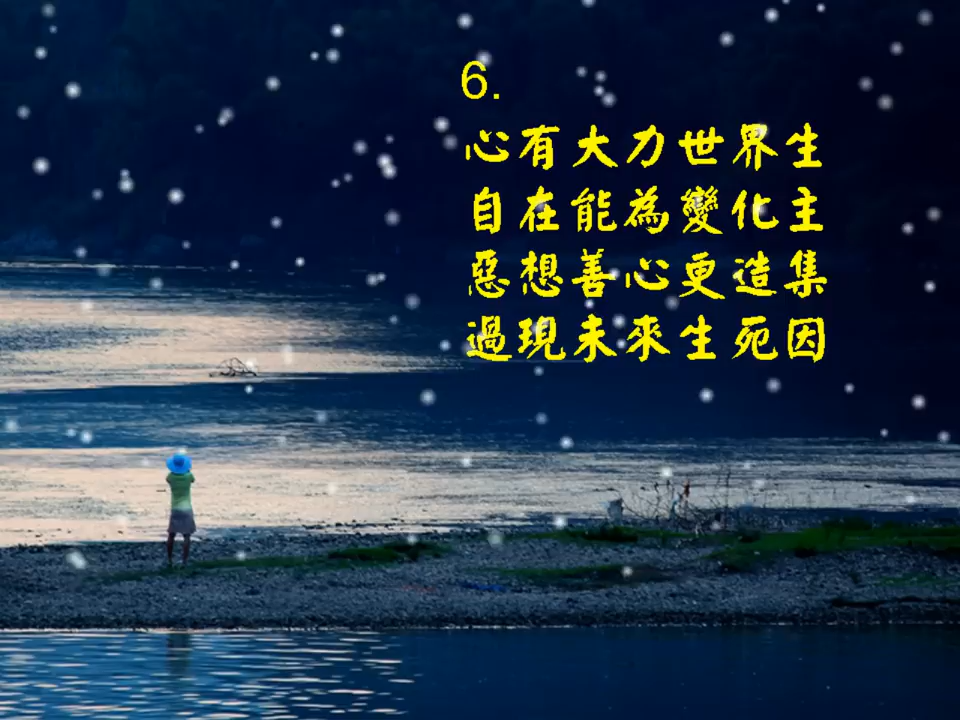 6.
心有大力世界生
自在能為變化主
惡想善心更造集
過現未來生死因